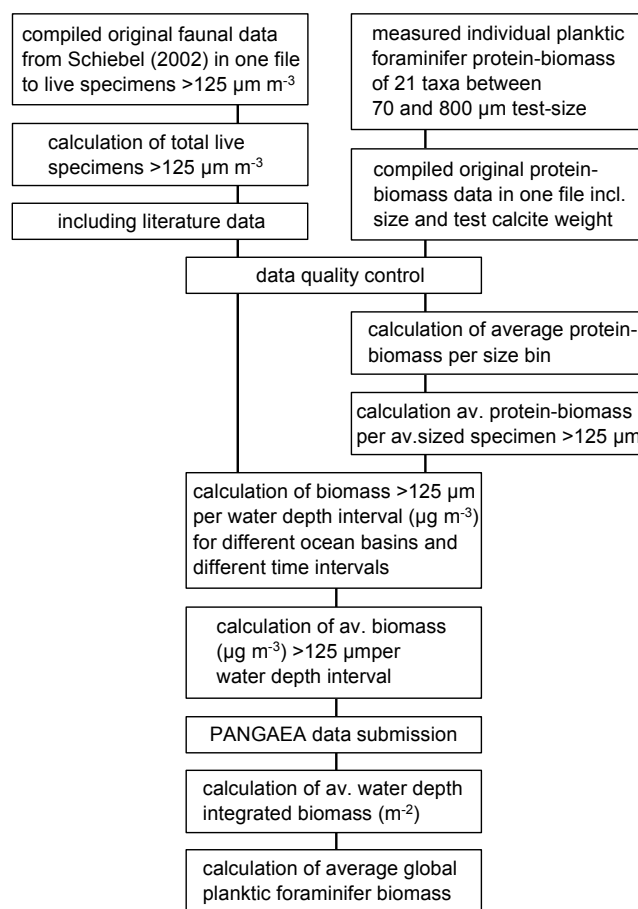 compiled original faunal data
from Schiebel (2002) in one file
to live specimens >125 µm m⁻³
calculation of total live
specimens >125 µm m⁻³
including literature data
measured individual planktic
foraminifer protein-biomass
of 21 taxa between
70 and 800 µm test-size
compiled original protein-
biomass data in one file incl.
size and test calcite weight
data quality control
calculation of average protein-
biomass per size bin
calculation av. protein-biomass
per av.sized specimen >125 µm
calculation of biomass >125 µm
per water depth interval (µg m⁻³)
for different ocean basins and
different time intervals
calculation of av. biomass
(µg m⁻³) >125 µmper
water depth interval
PANGAEA data submission
calculation of av. water depth
integrated biomass (m⁻²)
calculation of average global
planktic foraminifer biomass